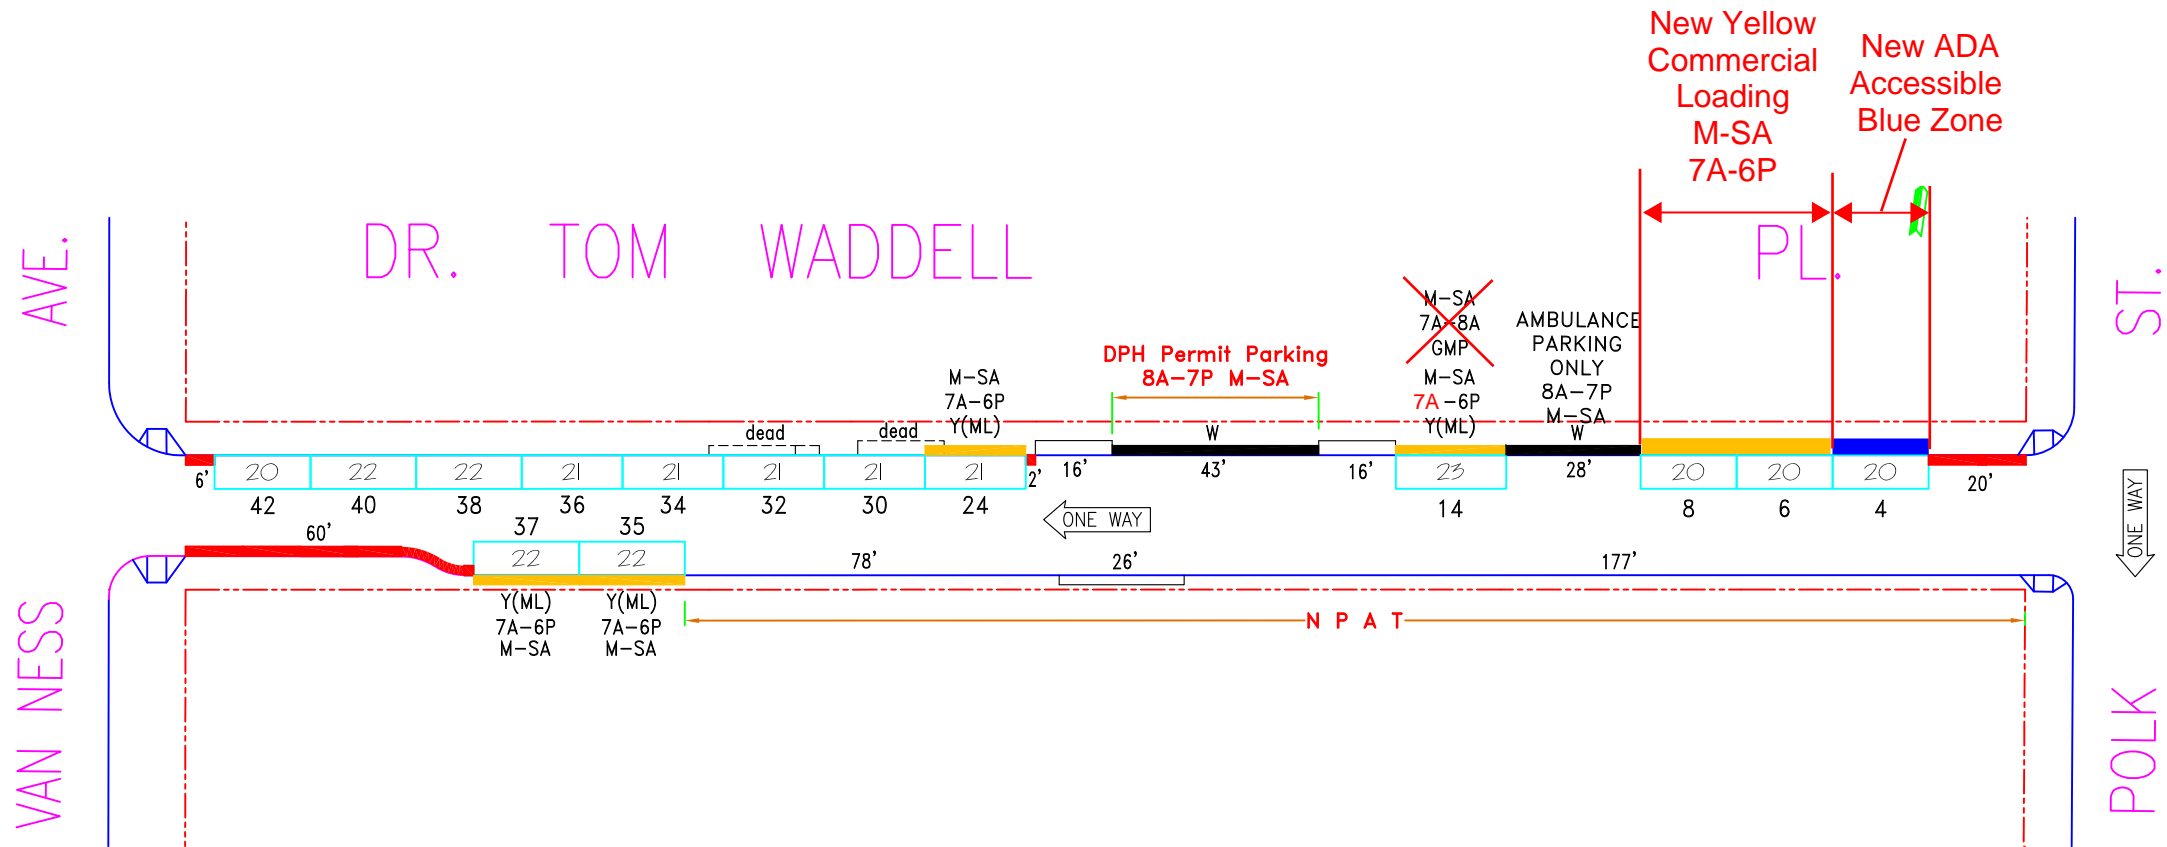 New Yellow
Commercial
Loading
M-SA
7A-6P
New ADA
Accessible
Blue Zone
AVE.
DR. TOM WADDELL PL.
ST.
M-SA
7A-8A
GMP
M-SA
7A -6P
Y(ML)
AMBULANCE
PARKING
ONLY
8A-7P
M-SA
W
DPH Permit Parking
8A-7P M-SA
W
M-SA
7A-6P
Y(ML)
dead
dead
6' 20 22 22 21 21 21 21 21 2' 16' 43' 16' 23 28' 20 20 20 20'
42 40 38 36 34 32 30 24 14 8 6 4
ONE WAY
ONE WAY
60'
37 35
22 22
78' 26' 177'
Y(ML)
7A-6P
M-SA
Y(ML)
7A-6P
M-SA
N P A T
VAN NESS
POLK